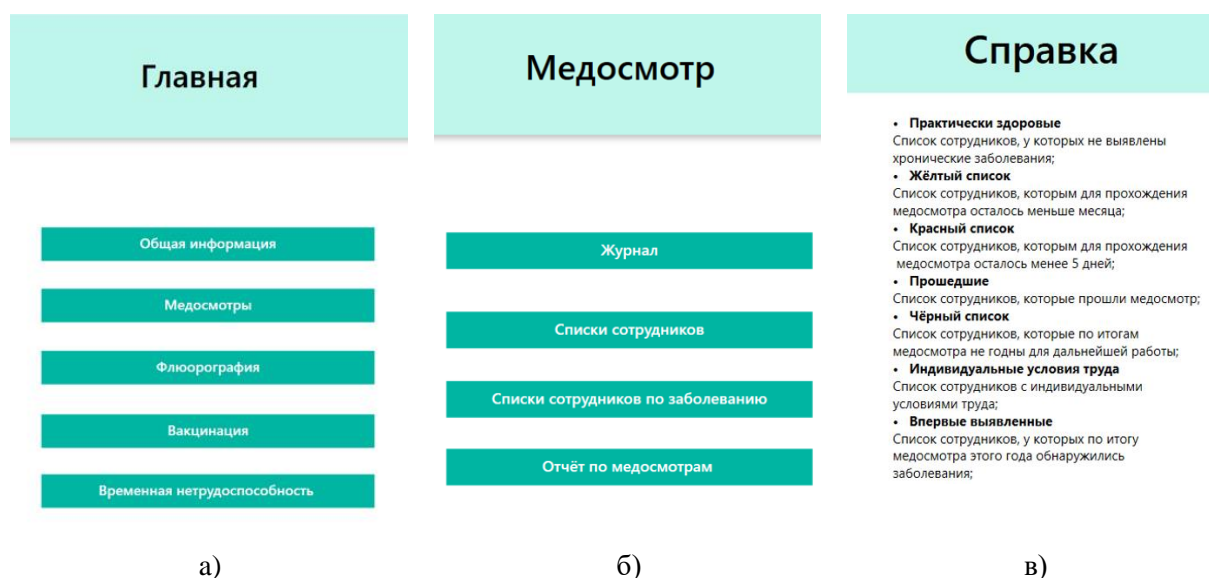 Главная
Общая информация
Медосмотры
Флюорография
Вакцинация
Временная нетрудоспособность
а)
Медосмотр
Журнал
Списки сотрудников
Списки сотрудников по заболеванию
Отчёт по медосмотрам
б)
Справка
• Практически здоровые
Список сотрудников, у которых не выявлены
хронические заболевания;
• Жёлтый список
Список сотрудников, которым для прохождения
медосмотра осталось меньше месяца;
• Красный список
Список сотрудников, которым для прохождения
медосмотра осталось менее 5 дней;
• Прошедшие
Список сотрудников, которые прошли медосмотр;
• Чёрный список
Список сотрудников, которые по итогам
медосмотра не годны для дальнейшей работы;
• Индивидуальные условия труда
Список сотрудников с индивидуальными
условиями труда;
• Впервые выявленные
Список сотрудников, у которых по итогу
медосмотра этого года обнаружились
заболевания;
в)